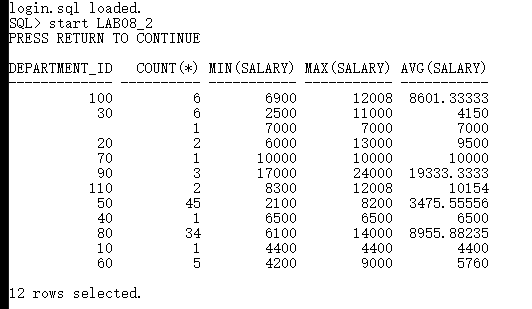 login.sql loaded.
SQL> start LAB08_2
PRESS RETURN TO CONTINUE
DEPARTMENT_ID   COUNT(*) MIN(SALARY) MAX(SALARY) AVG(SALARY)
------------- ---------- ----------- ----------- -----------
          100          6        6900       12008  8601.33333
           30          6        2500       11000        4150
                       1        7000        7000        7000
           20          2        6000       13000        9500
           70          1       10000       10000       10000
           90          3       17000       24000  19333.3333
          110          2        8300       12008       10154
           50         45        2100        8200  3475.55556
           40          1        6500        6500        6500
           80         34        6100       14000  8955.88235
           10          1        4400        4400        4400
           60          5        4200        9000        5760
12 rows selected.